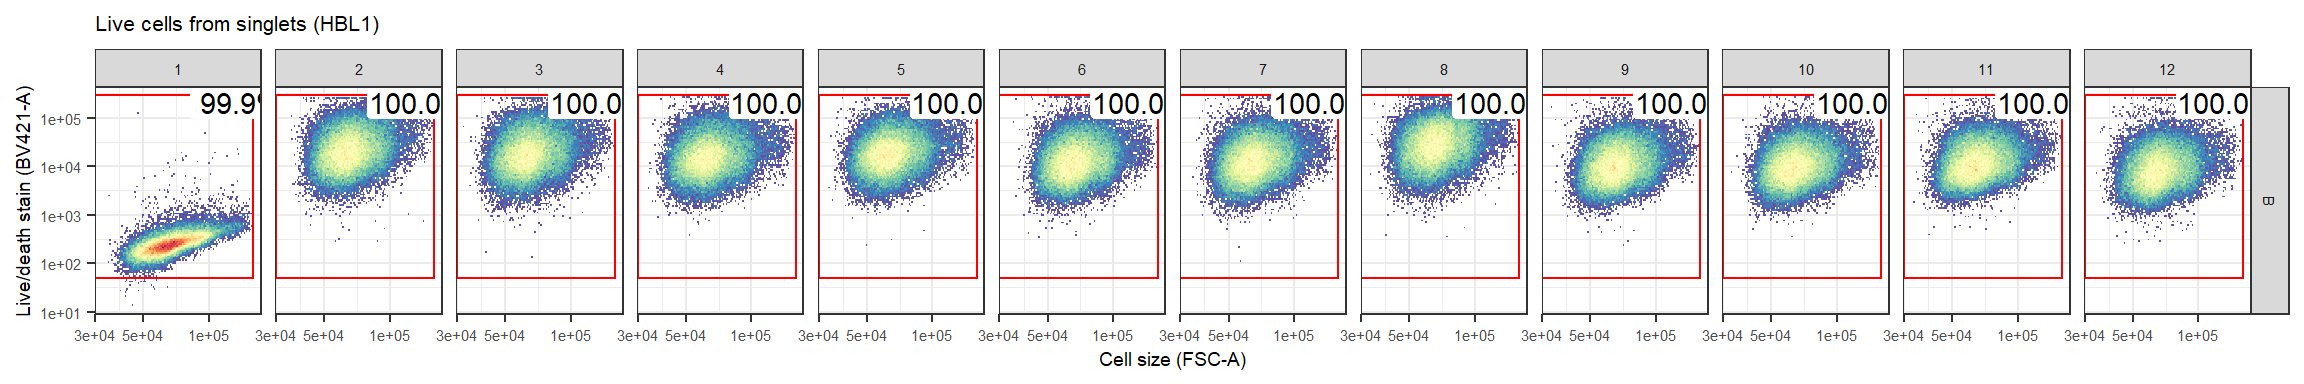 Live cells from singlets (HBL1)
1 2 3 4 5 6 7 8 9 10 11 12
99.9 100.0 100.0 100.0 100.0 100.0 100.0 100.0 100.0 100.0 100.0 100.0
Live/death stain (BV421-A)
1e+05
1e+04
1e+03
1e+02
1e+01
B
3e+04 5e+04 1e+05 3e+04 5e+04 1e+05 3e+04 5e+04 1e+05 3e+04 5e+04 1e+05 3e+04 5e+04 1e+05 3e+04 5e+04 1e+05 3e+04 5e+04 1e+05 3e+04 5e+04 1e+05 3e+04 5e+04 1e+05 3e+04 5e+04 1e+05 3e+04 5e+04 1e+05 3e+04 5e+04 1e+05
Cell size (FSC-A)